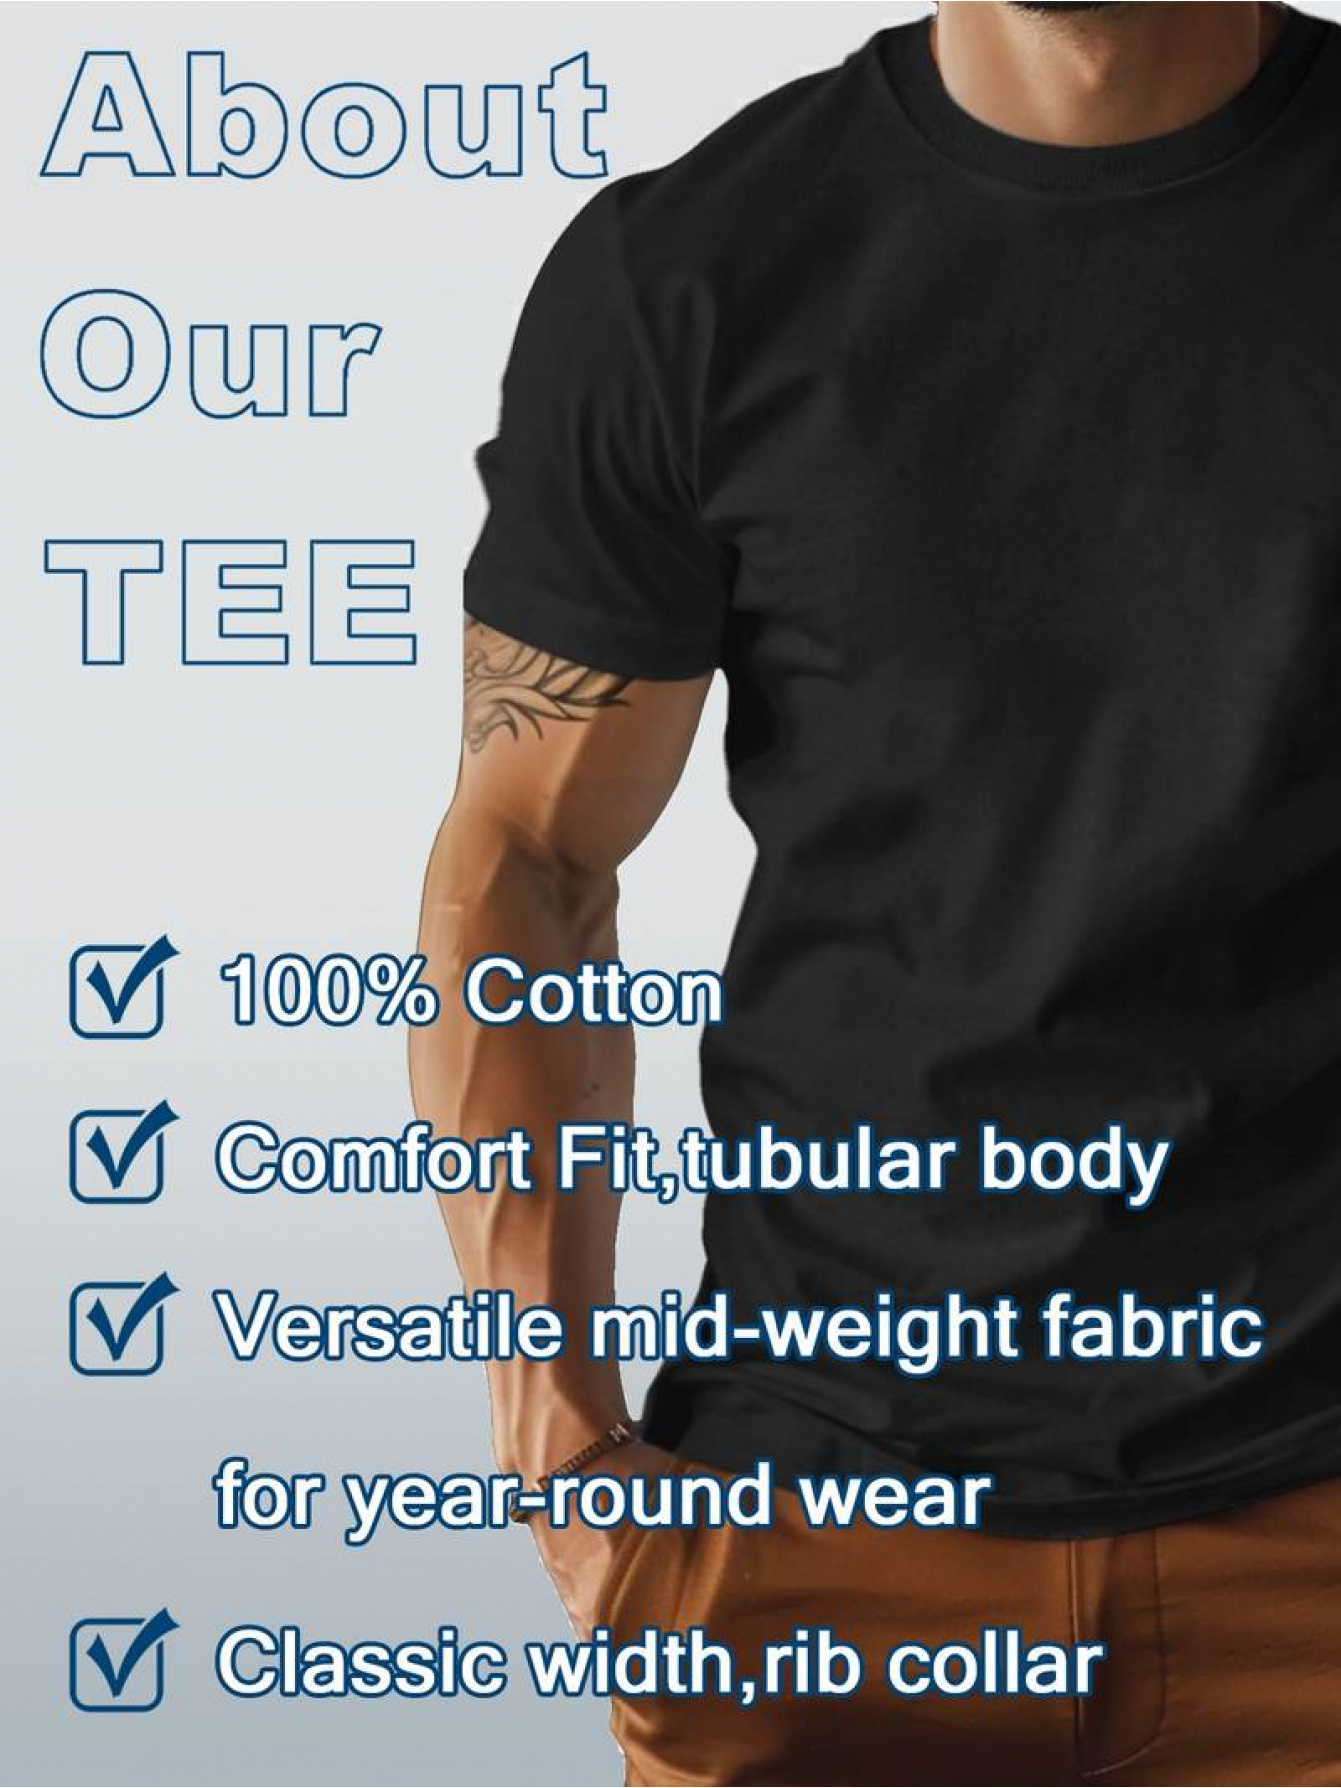 About
Our
TEE
100% Cotton
Comfort Fit,tubular body
Versatile mid-weight fabric
for year-round wear
Classic width,rib collar